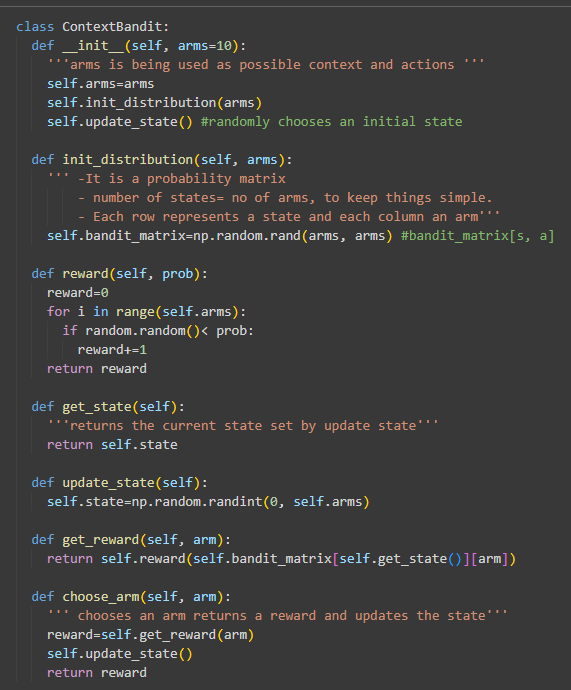 class ContextBandit:
  def __init__(self, arms=10):
    '''arms is being used as possible context and actions '''
    self.arms=arms
    self.init_distribution(arms)
    self.update_state() #randomly chooses an initial state

  def init_distribution(self, arms):
    ''' -It is a probability matrix
        - number of states= no of arms, to keep things simple.
        - Each row represents a state and each column an arm'''
    self.bandit_matrix=np.random.rand(arms, arms) #bandit_matrix[s, a]

  def reward(self, prob):
    reward=0
    for i in range(self.arms):
      if random.random()< prob:
        reward+=1
    return reward

  def get_state(self):
    '''returns the current state set by update state'''
    return self.state

  def update_state(self):
    self.state=np.random.randint(0, self.arms)

  def get_reward(self, arm):
    return self.reward(self.bandit_matrix[self.get_state()][arm])

  def choose_arm(self, arm):
    ''' chooses an arm returns a reward and updates the state'''
    reward=self.get_reward(arm)
    self.update_state()
    return reward